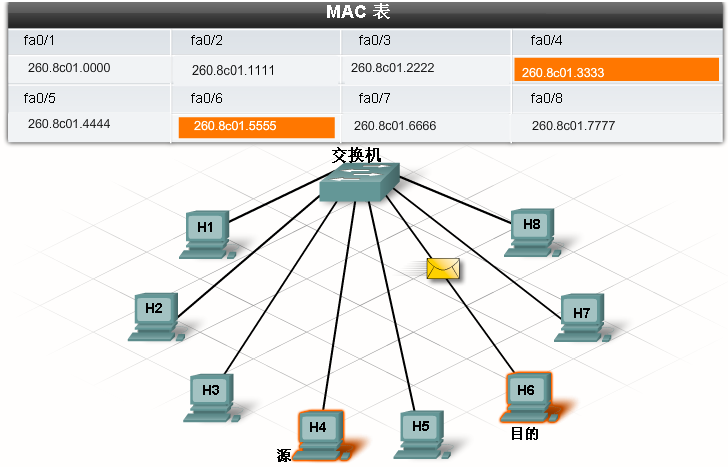 MAC 表
fa0/1 fa0/2 fa0/3 fa0/4
260.8c01.0000 260.8c01.1111 260.8c01.2222 260.8c01.3333
fa0/5 fa0/6 fa0/7 fa0/8
260.8c01.4444 260.8c01.5555 260.8c01.6666 260.8c01.7777
交换机
H1 H8
H2 H7
H3 H6
目的
H4 H5
源